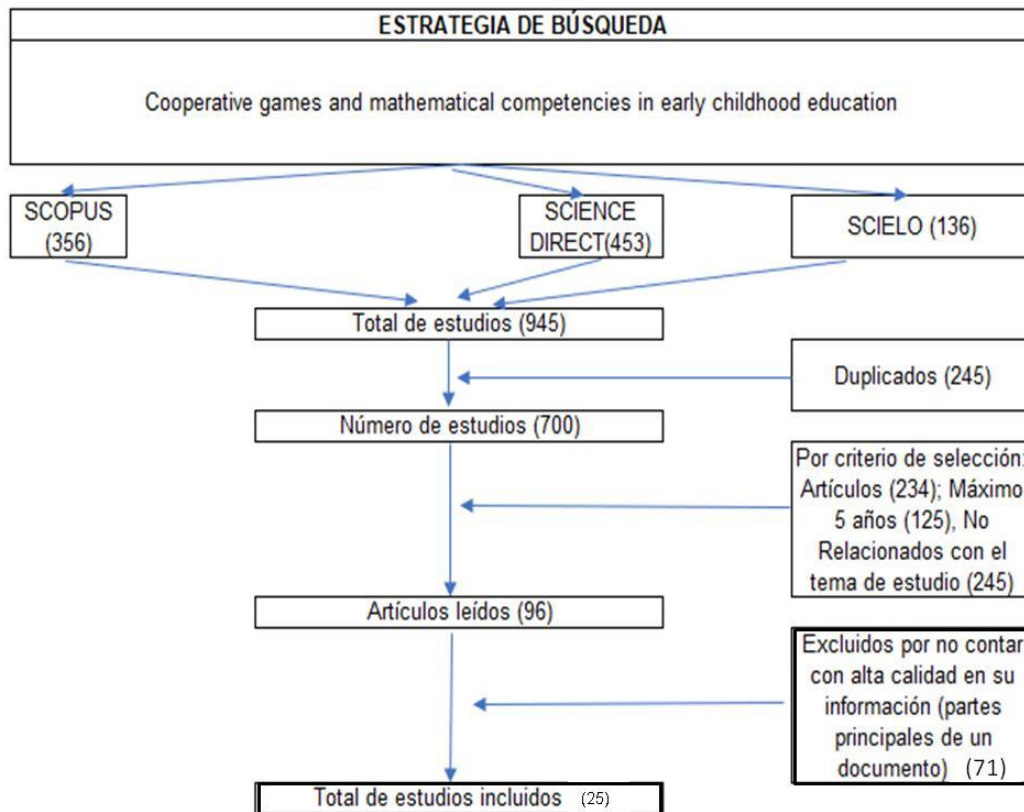 ESTRATEGIA DE BÚSQUEDA
Cooperative games and mathematical competencies in early childhood education
SCOPUS
(356)
SCIENCE
DIRECT(453)
SCIELO (136)
Total de estudios (945)
Duplicados (245)
Número de estudios (700)
Por criterio de selección:
Artículos (234); Máximo
5 años (125), No
Relacionados con el
tema de estudio (245)
Artículos leídos (96)
Excluidos por no contar
con alta calidad en su
información (partes
principales de un
documento) (71)
Total de estudios incluidos (25)